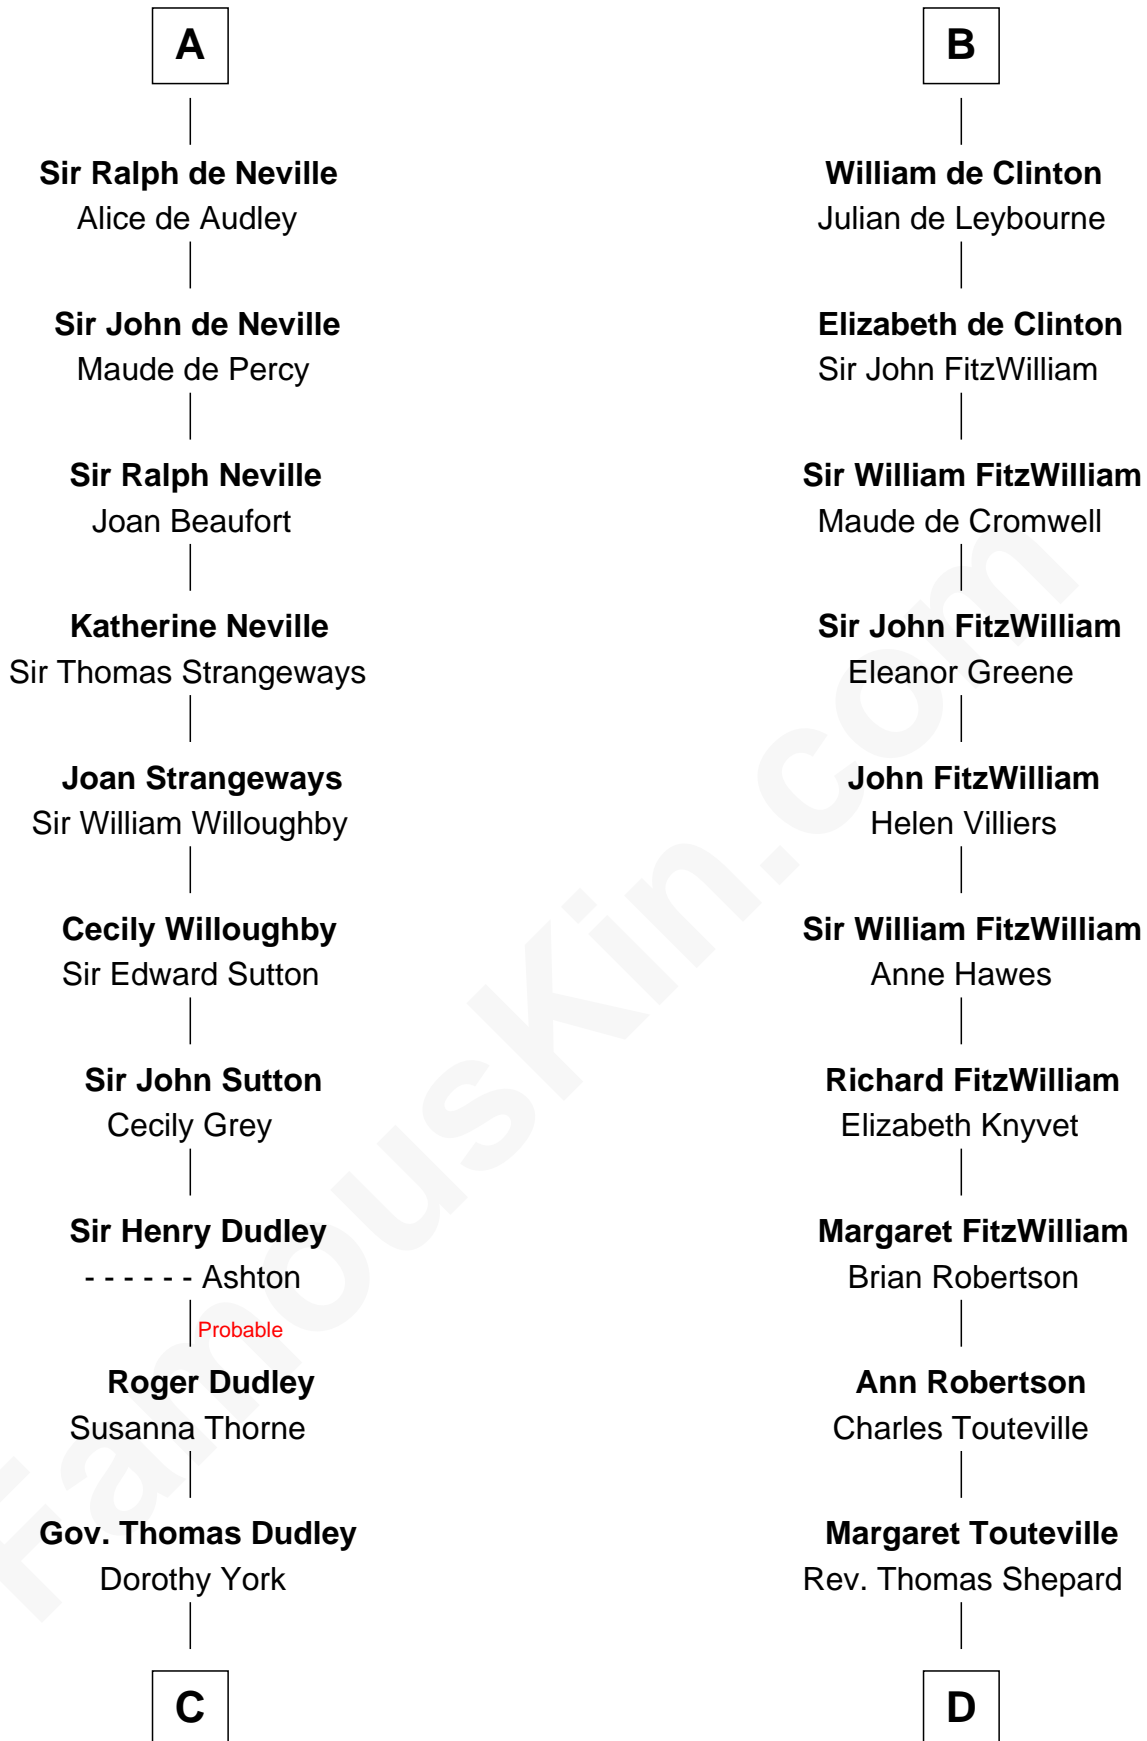 A
Sir Ralph de Neville
Alice de Audley
Sir John de Neville
Maude de Percy
Sir Ralph Neville
Joan Beaufort
Katherine Neville
Sir Thomas Strangeways
Joan Strangeways
Sir William Willoughby
Cecily Willoughby
Sir Edward Sutton
Sir John Sutton
Cecily Grey
Sir Henry Dudley
- - - - - - Ashton
Probable
Roger Dudley
Susanna Thorne
Gov. Thomas Dudley
Dorothy York
C
B
William de Clinton
Julian de Leybourne
Elizabeth de Clinton
Sir John FitzWilliam
Sir William FitzWilliam
Maude de Cromwell
Sir John FitzWilliam
Eleanor Greene
John FitzWilliam
Helen Villiers
Sir William FitzWilliam
Anne Hawes
Richard FitzWilliam
Elizabeth Knyvet
Margaret FitzWilliam
Brian Robertson
Ann Robertson
Charles Touteville
Margaret Touteville
Rev. Thomas Shepard
D
FamousKin.com